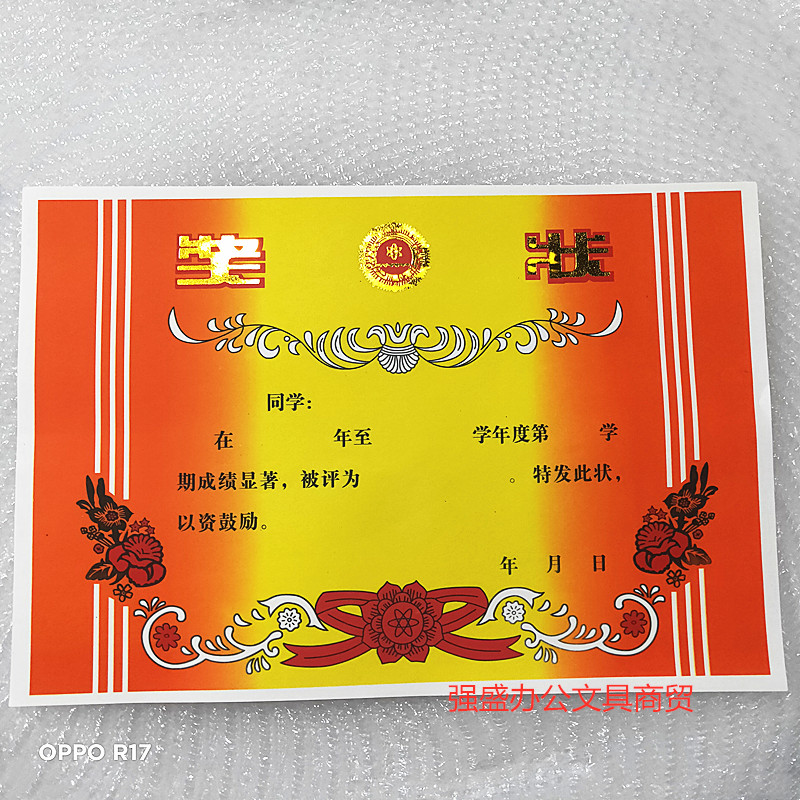 奖 状
同学:
在 年至 学年度第 学
期成绩显著，被评为 。特发此状，
以资鼓励。
年 月 日
强盛办公文具商贸
OPPO R17